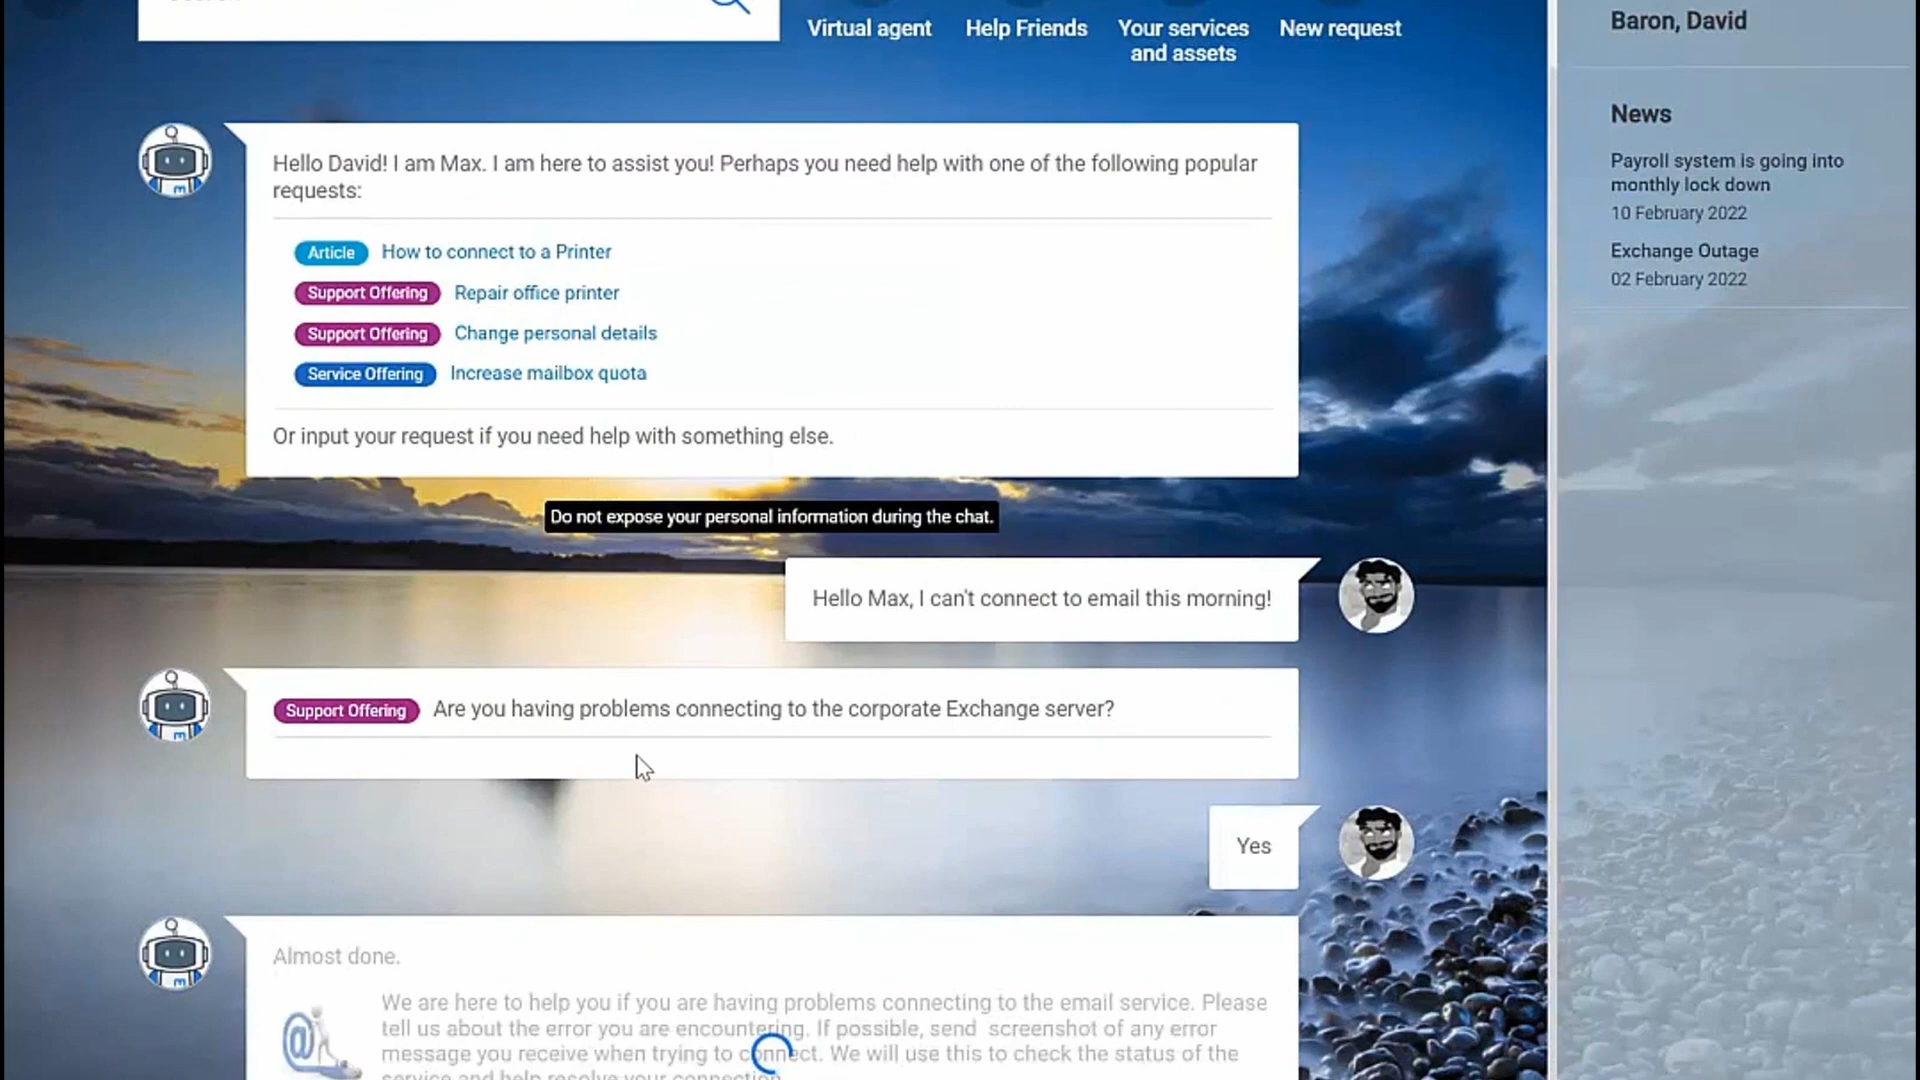 Virtual agent
Help Friends
Your services
and assets
New request
Baron, David
News
Payroll system is going into
monthly lock down
10 February 2022
Exchange Outage
02 February 2022
Hello David! I am Max. I am here to assist you! Perhaps you need help with one of the following popular
requests:
Article How to connect to a Printer
Support Offering Repair office printer
Support Offering Change personal details
Service Offering Increase mailbox quota
Or input your request if you need help with something else.
Do not expose your personal information during the chat.
Hello Max, I can't connect to email this morning!
Support Offering Are you having problems connecting to the corporate Exchange server?
Yes
Almost done.
We are here to help you if you are having problems connecting to the email service. Please
tell us about the error you are encountering. If possible, send screenshot of any error
message you receive when trying to connect. We will use this to check the status of the
service and help resolve your connection